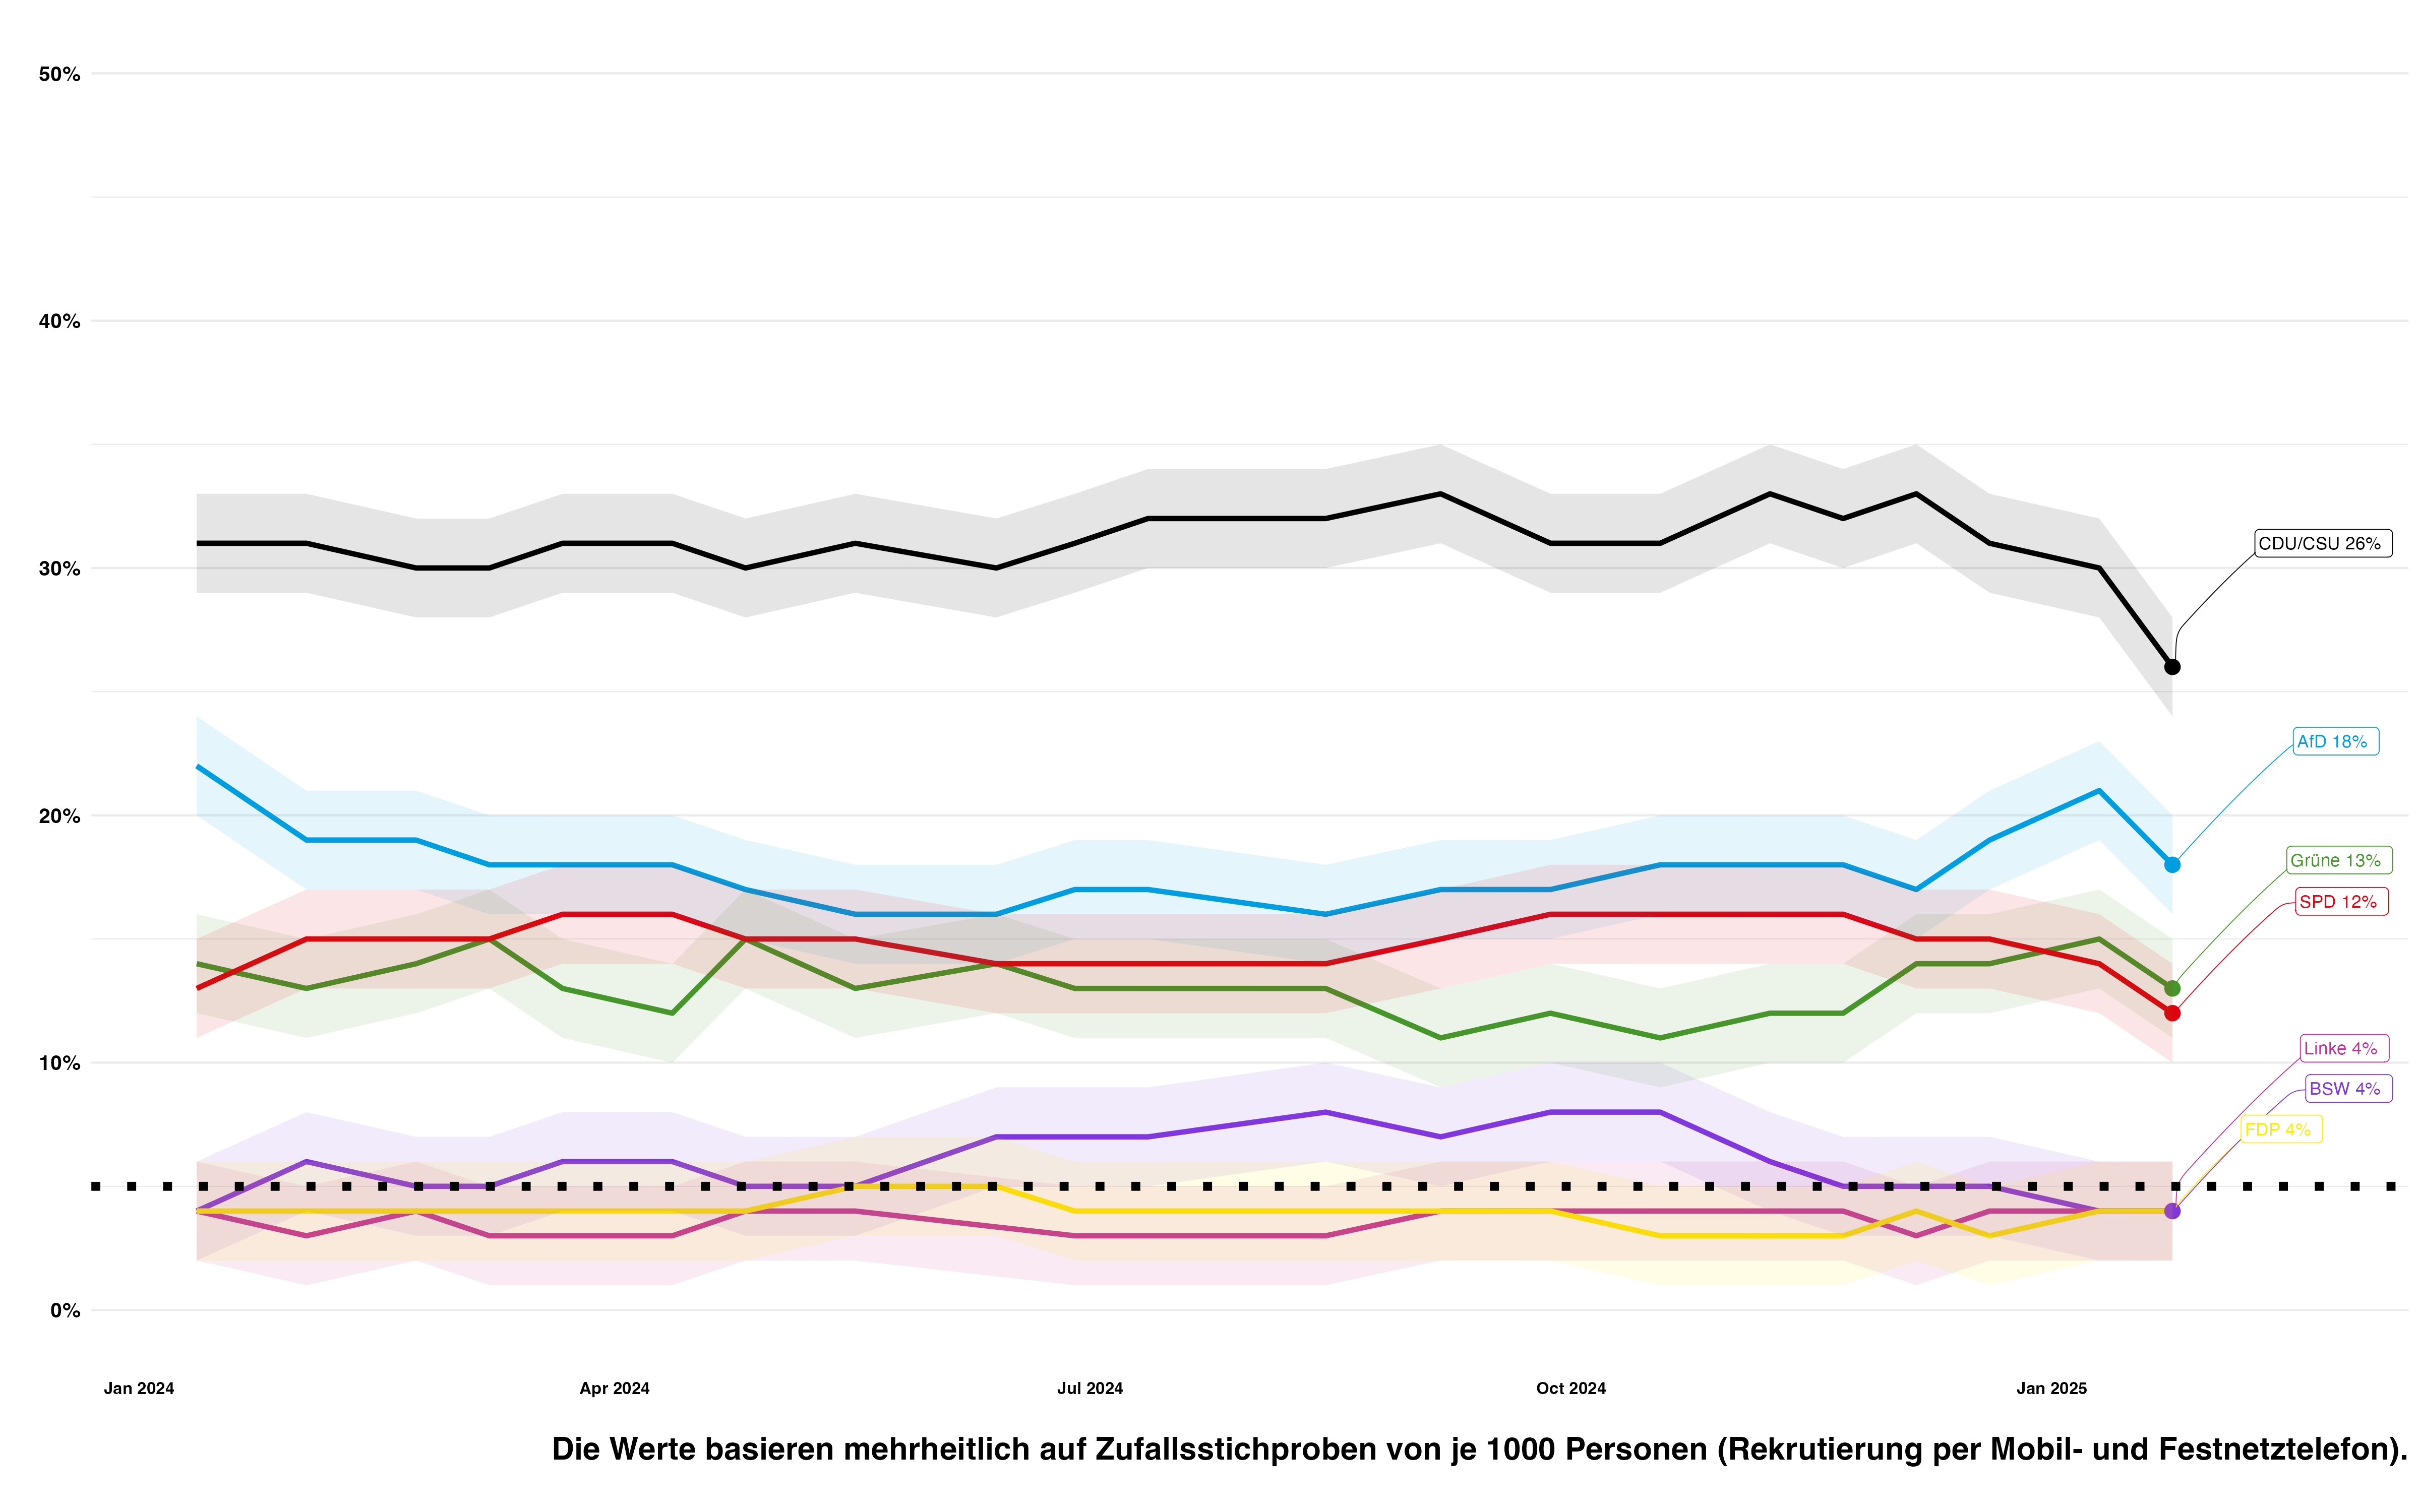 50%
40%
30%
20%
10%
0%
CDU/CSU 26%
AfD 18%
Grüne 13%
SPD 12%
Linke 4%
BSW 4%
FDP 4%
Jan 2024
Apr 2024
Jul 2024
Oct 2024
Jan 2025
Die Werte basieren mehrheitlich auf Zufallsstichproben von je 1000 Personen (Rekrutierung per Mobil- und Festnetztelefon).